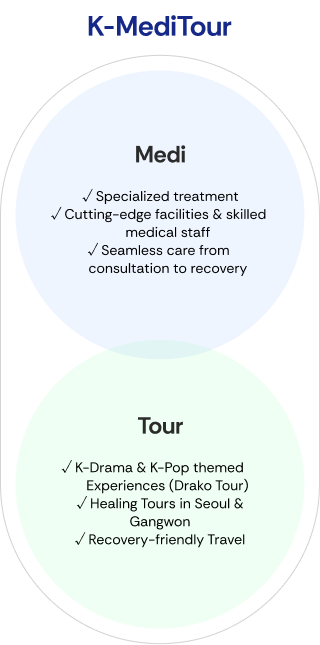 K-MediTour
Medi
✓ Specialized treatment
✓ Cutting-edge facilities & skilled
medical staff
✓ Seamless care from
consultation to recovery
Tour
✓ K-Drama & K-Pop themed
Experiences (Drako Tour)
✓ Healing Tours in Seoul &
Gangwon
✓ Recovery-friendly Travel